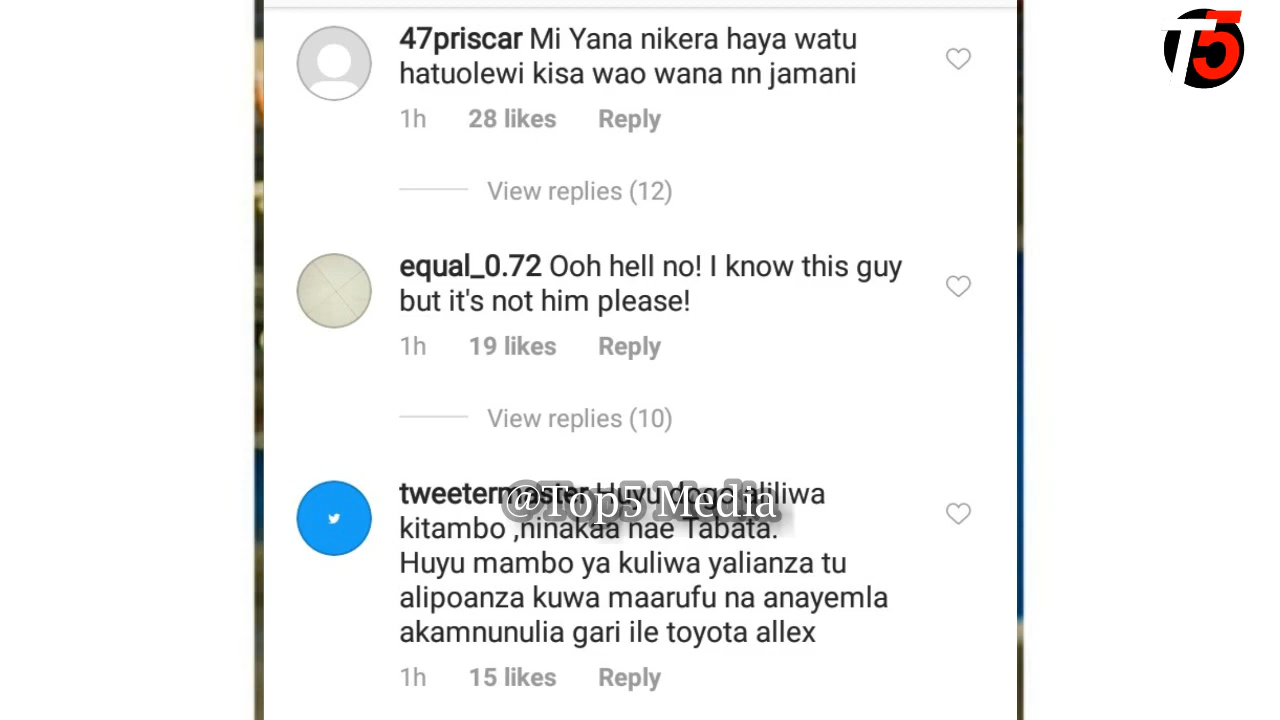 T5
47priscar Mi Yana nikera haya watu
hatuolewi kisa wao wana nn jamani
1h 28 likes Reply
View replies (12)
equal_0.72 Ooh hell no! I know this guy
but it's not him please!
1h 19 likes Reply
View replies (10)
tweetermaster Huyu dogo aliliwa
@Top5 Media
kitambo ,ninakaa nae Tabata.
Huyu mambo ya kuliwa yalianza tu
alipoanza kuwa maarufu na anayemla
akamnunulia gari ile toyota allex
1h 15 likes Reply